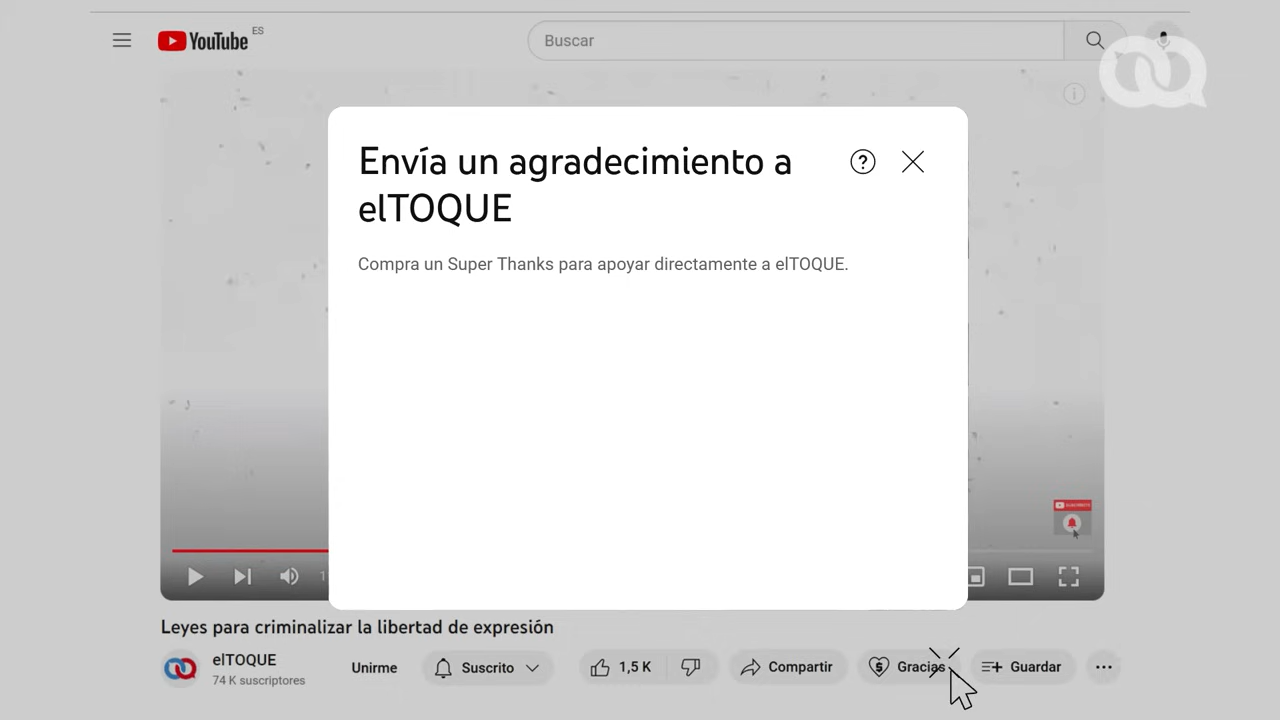 YouTube ES
Buscar
Envía un agradecimiento a
elTOQUE
Compra un Super Thanks para apoyar directamente a elTOQUE.
Leyes para criminalizar la libertad de expresión
elTOQUE
74 K suscriptores
Unirme
Suscrito
1,5 K
Compartir
Gracias
Guardar